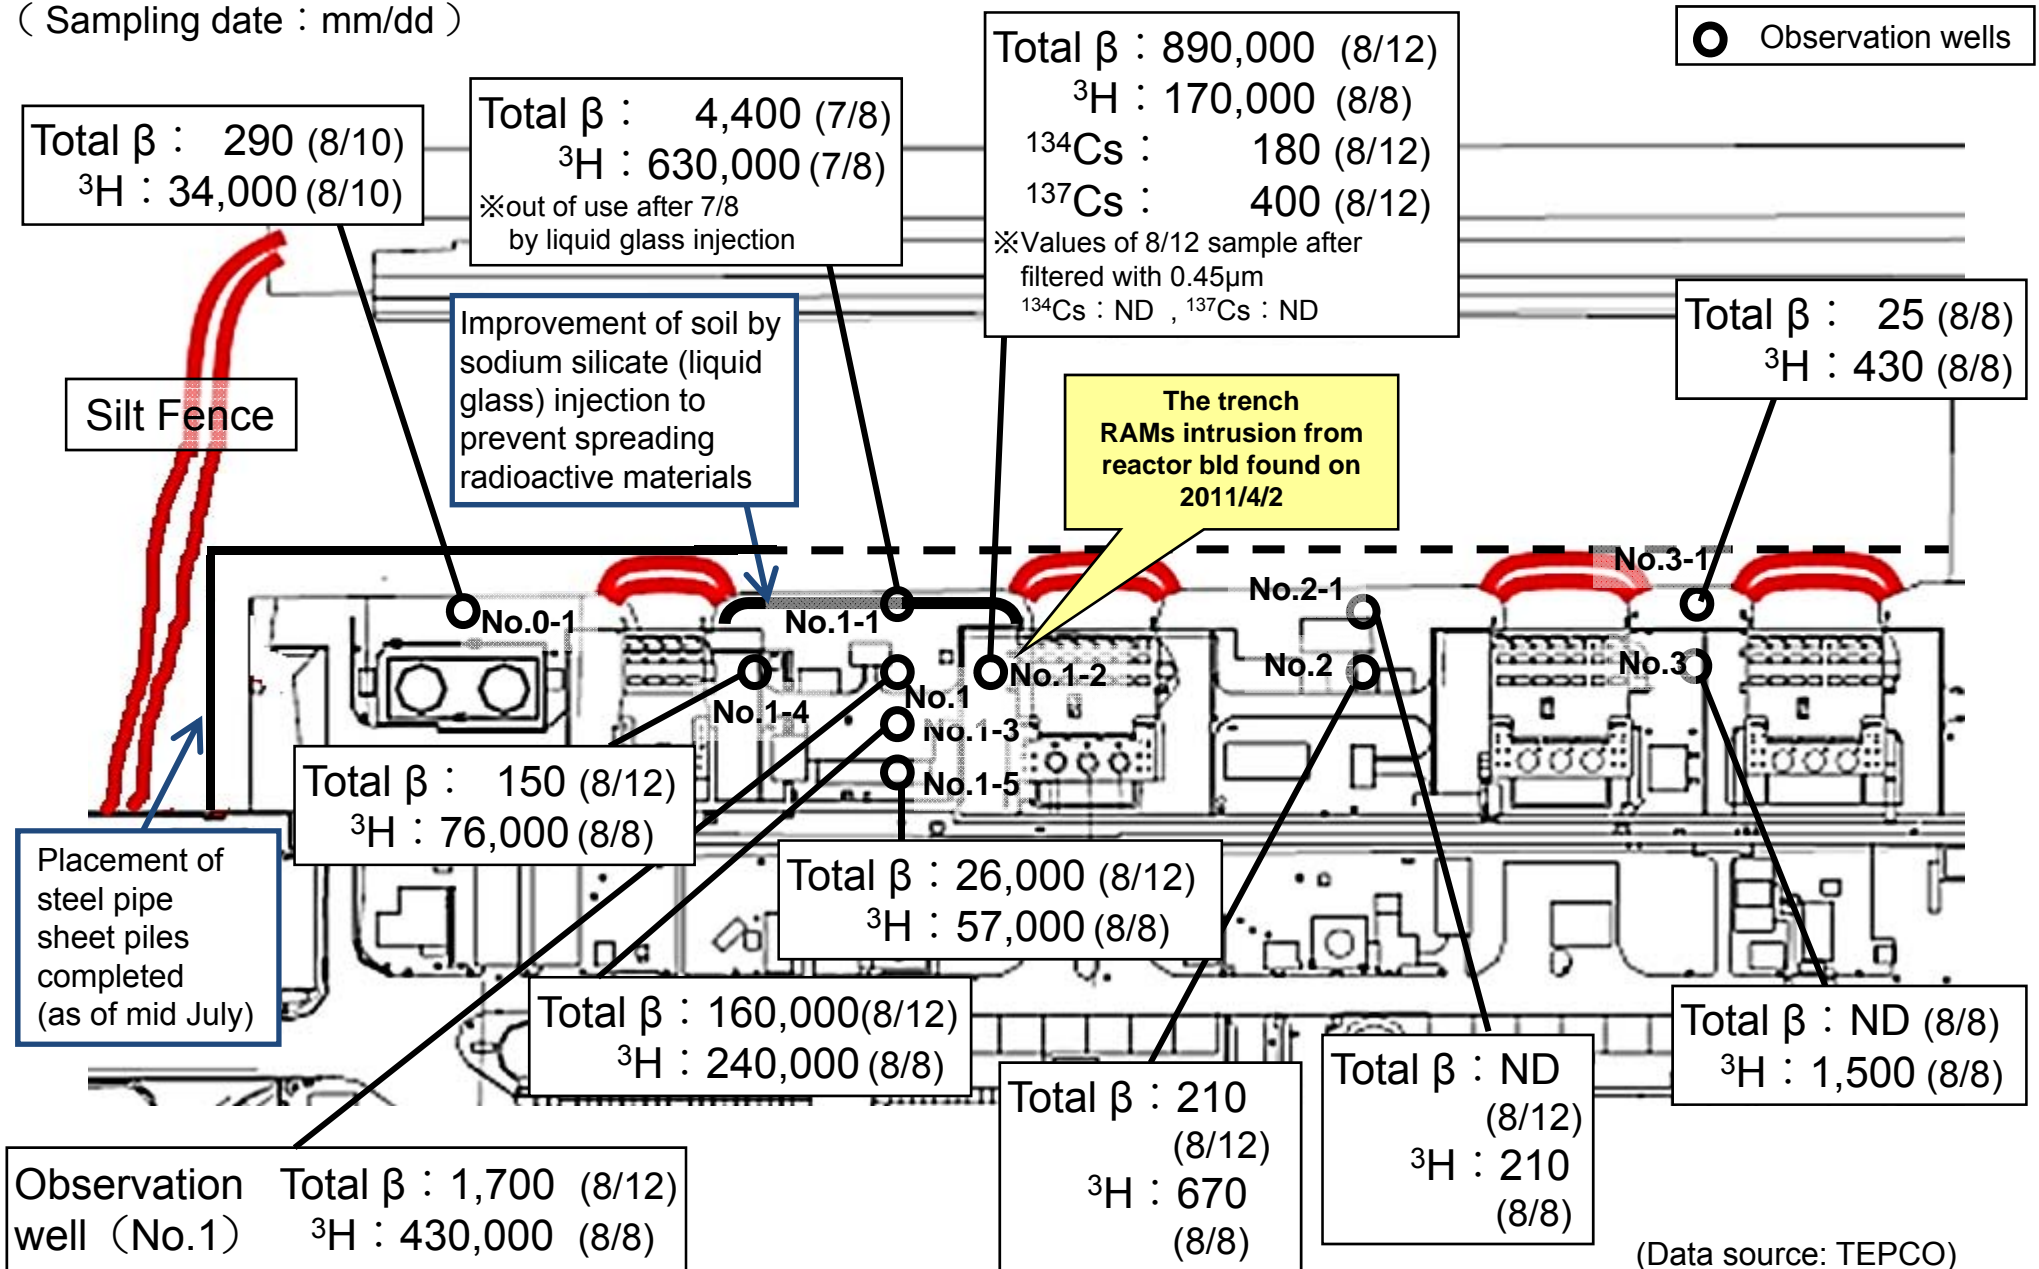 （ Sampling date：mm/dd ）
Observation wells
Total β： 290 (8/10)
³H：34,000 (8/10)
Total β： 4,400 (7/8)
³H：630,000 (7/8)
※out of use after 7/8
by liquid glass injection
Total β：890,000 (8/12)
³H：170,000 (8/8)
¹³⁴Cs： 180 (8/12)
¹³⁷Cs： 400 (8/12)
※Values of 8/12 sample after
filtered with 0.45μm
¹³⁴Cs：ND , ¹³⁷Cs：ND
Total β： 25 (8/8)
³H：430 (8/8)
Silt Fence
Improvement of soil by
sodium silicate (liquid
glass) injection to
prevent spreading
radioactive materials
The trench
RAMs intrusion from
reactor bld found on
2011/4/2
No.0-1
No.1-1
No.2-1
No.3-1
No.1-4
No.1
No.1-2
No.2
No.3
No.1-3
No.1-5
Total β： 150 (8/12)
³H：76,000 (8/8)
Placement of
steel pipe
sheet piles
completed
(as of mid July)
Total β：26,000 (8/12)
³H：57,000 (8/8)
Total β：160,000(8/12)
³H：240,000 (8/8)
Total β：210
(8/12)
³H：670
(8/8)
Total β：ND
(8/12)
³H：210
(8/8)
Total β：ND (8/8)
³H：1,500 (8/8)
Observation Total β：1,700 (8/12)
well（No.1） ³H：430,000 (8/8)
(Data source: TEPCO)